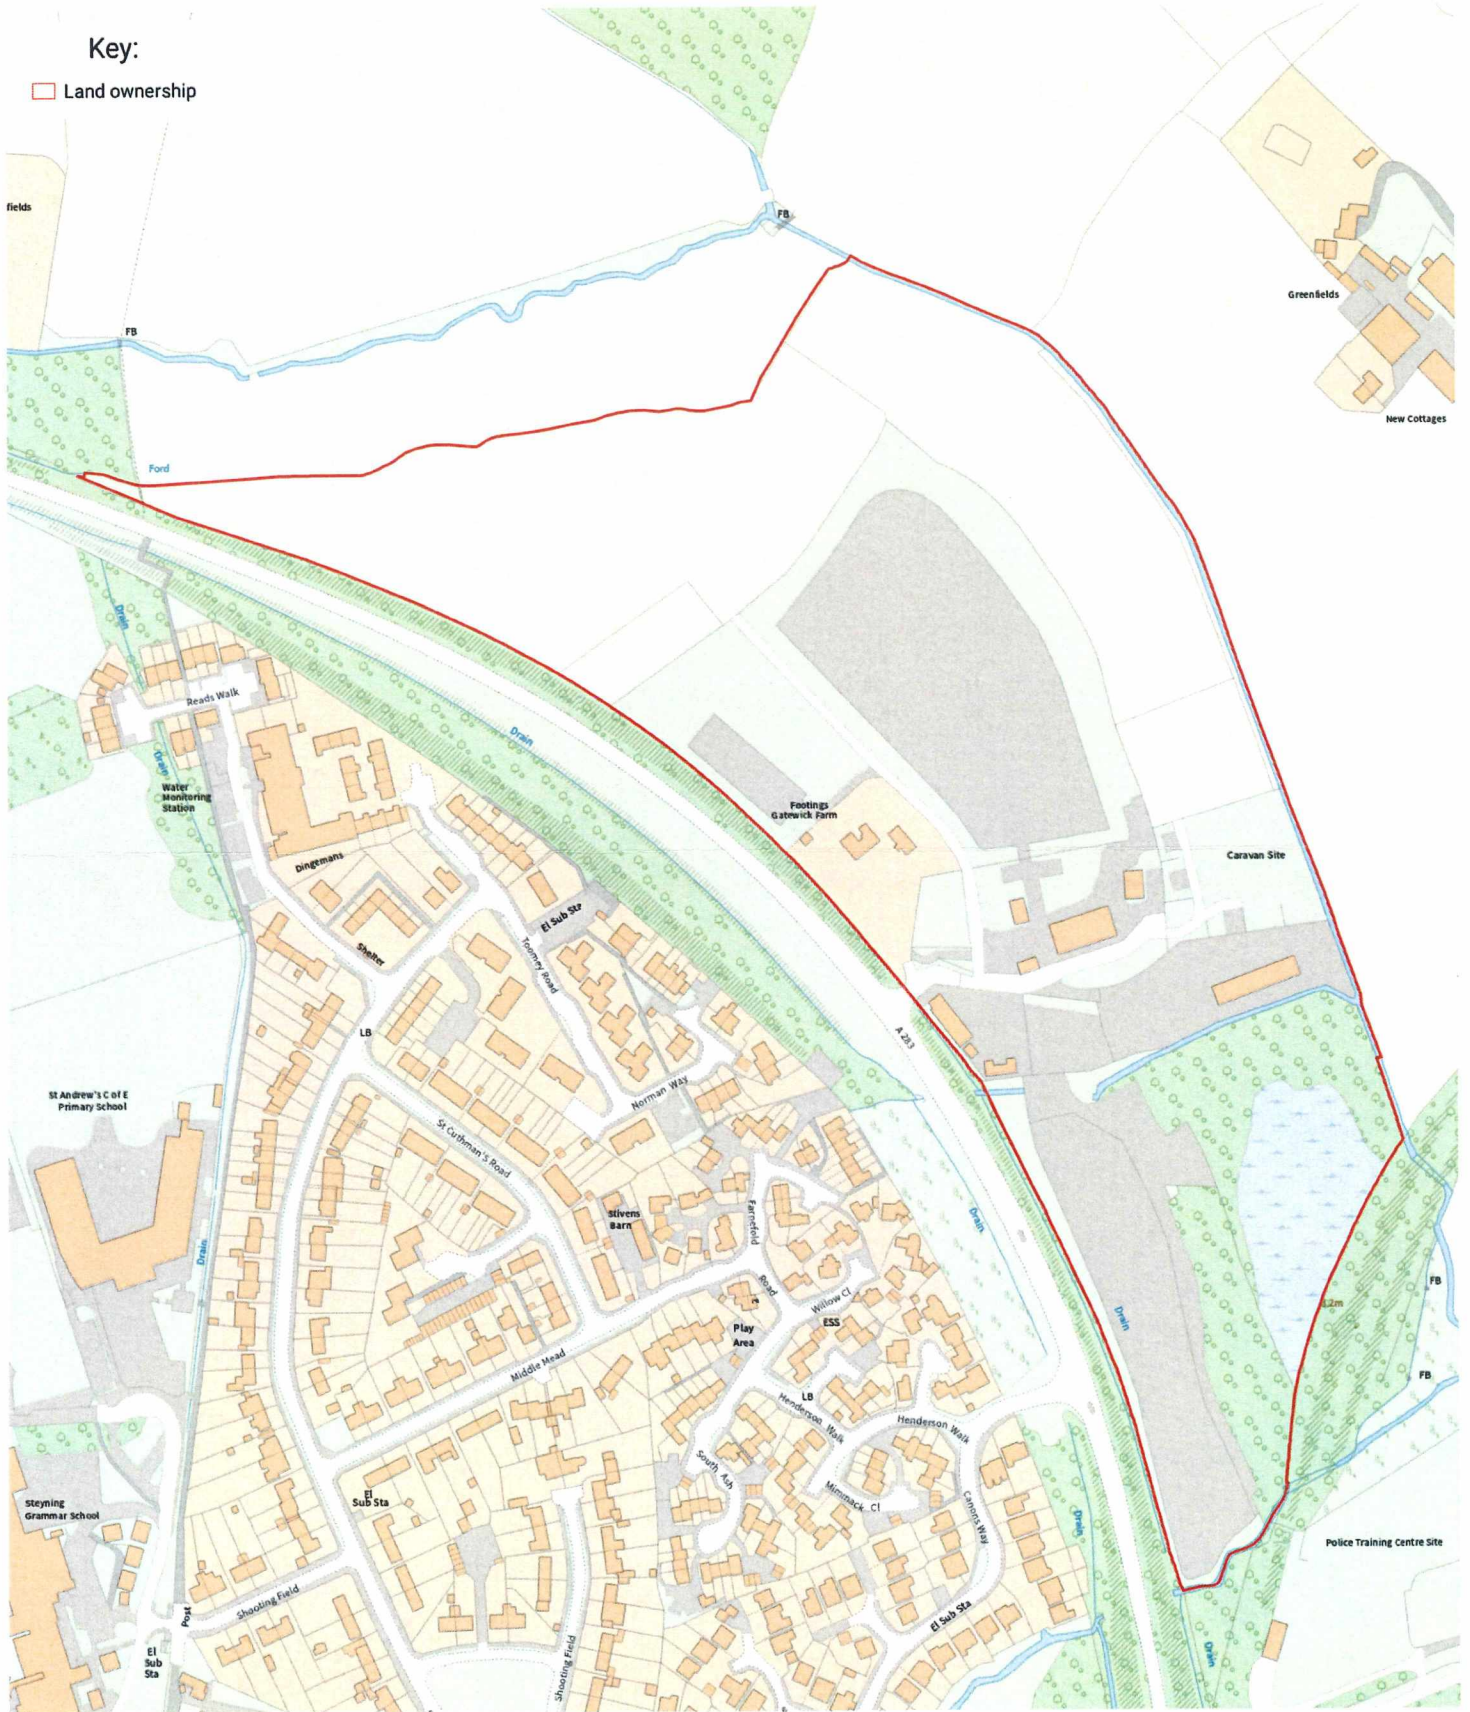 Key:
Land ownership
fields
FB
FB
Greenfields
New Cottages
Ford
Drain
Reads Walk
Drain
Drain
Water
Monitoring
Station
Footings
Gatewick Farm
Caravan Site
Dingemans
El Sub Sta
Shelter
Toomey Road
LB
A 283
St Andrew's C of E
Primary School
Norman Way
St Cuthman's Road
Stivens
Barn
Farnefold
Road
Drain
Drain
Drain
FB
Willow Cl
ESS
Play
Area
Middle Mead
FB
LB
Henderson Walk
Henderson Walk
South Ash
Mimmack Cl
Canons Way
El
Sub Sta
Steyning
Grammar School
Drain
Police Training Centre Site
Shooting Field
Post
El Sub Sta
El
Sub
Sta
Shooting Field
Drain